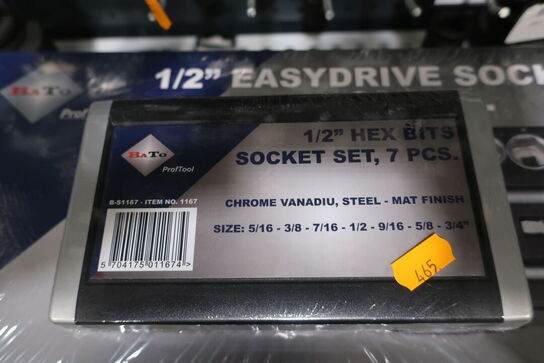 1/2" EASYDRIVE SOCK
BATO
ProfTool
1/2" HEX BITS
SOCKET SET, 7 PCS.
BATO
ProfTool
CHROME VANADIU, STEEL - MAT FINISH
B-S1167 - ITEM NO. 1167
SIZE: 5/16 - 3/8 - 7/16 - 1/2 - 9/16 - 5/8 - 3/4"
5 704175 011674 >
465